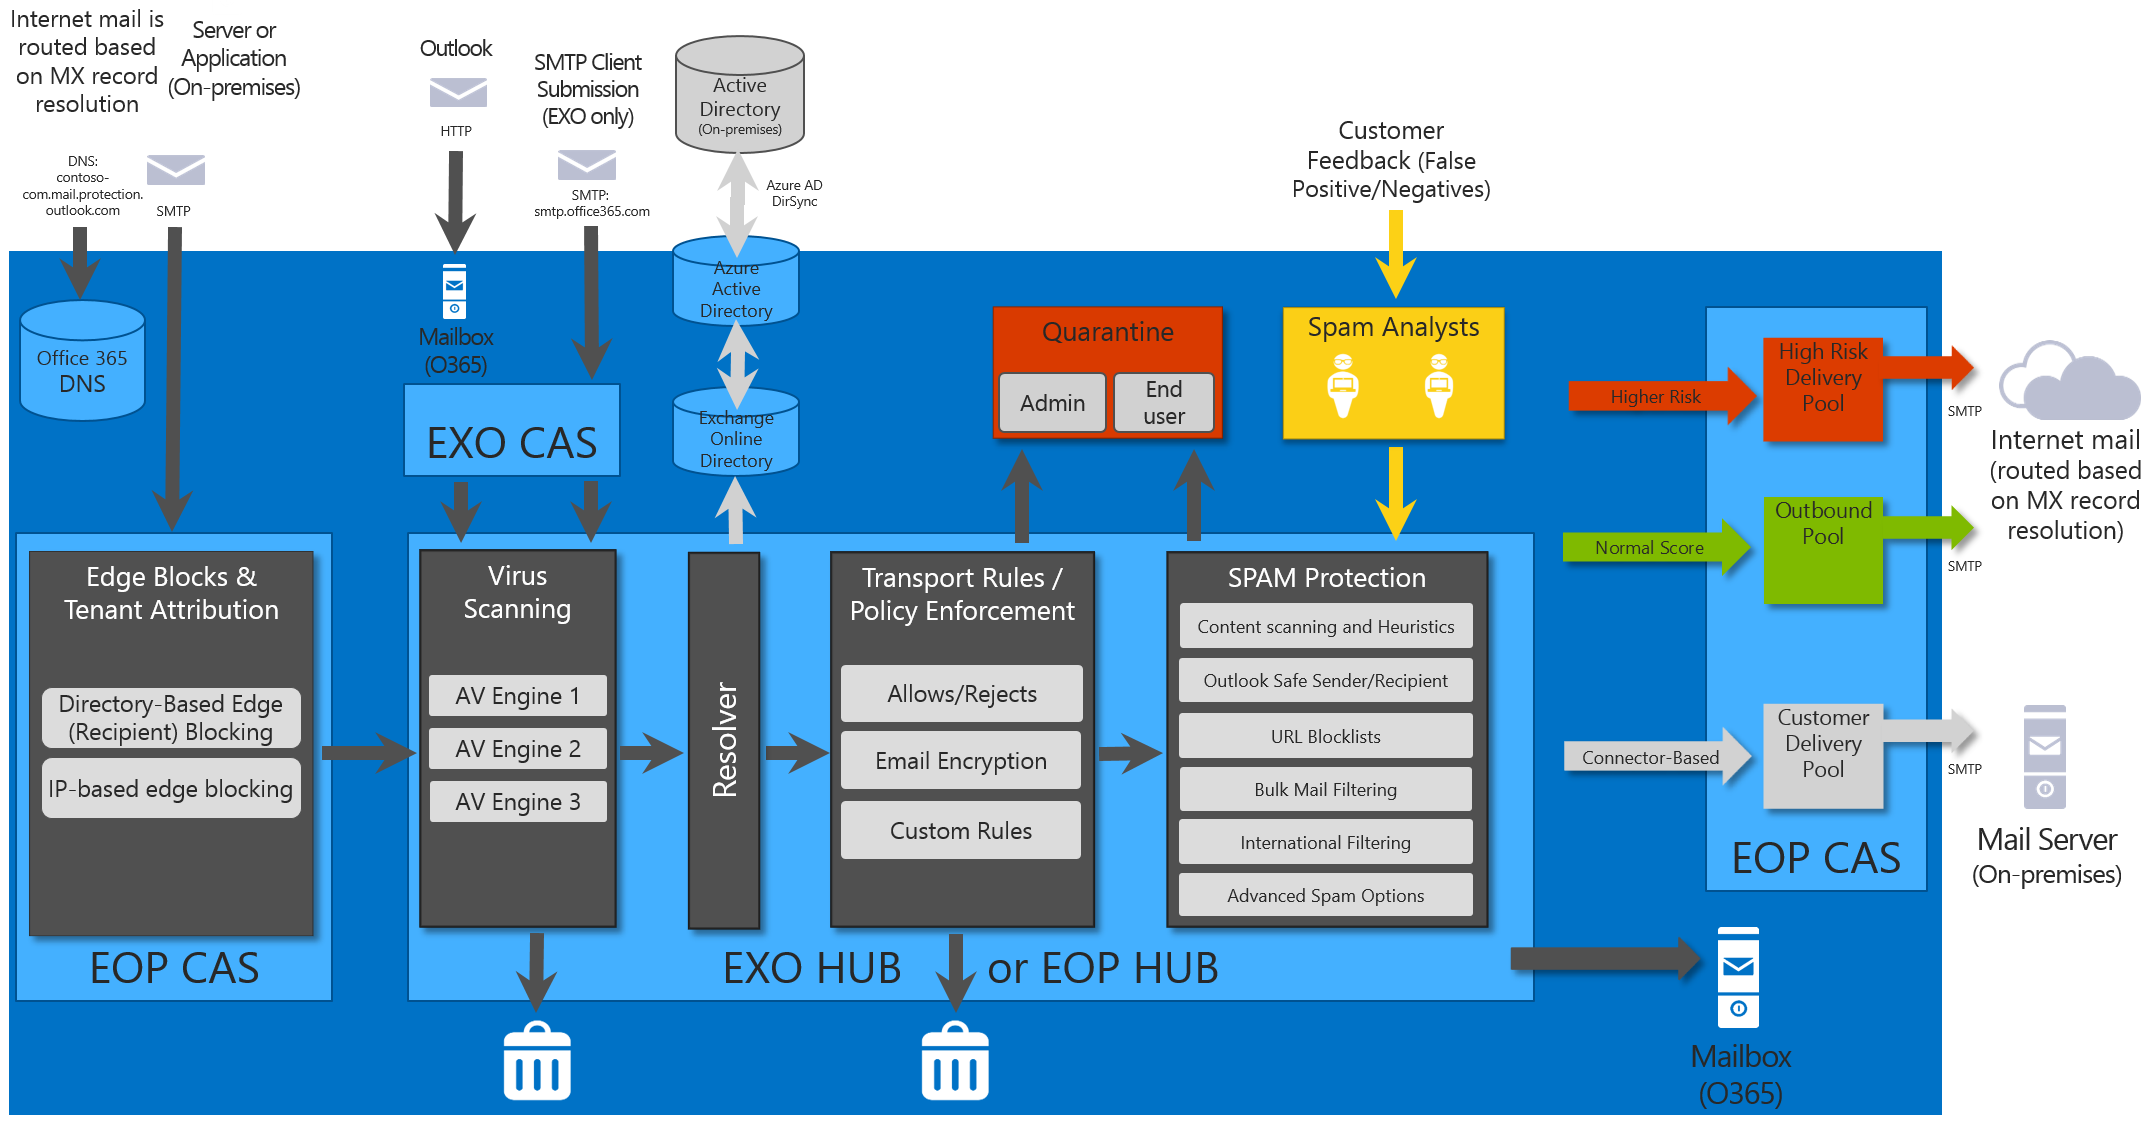 Internet mail is
routed based
on MX record
resolution
DNS:
contoso-
com.mail.protection.
outlook.com
Server or
Application
(On-premises)
SMTP
Outlook
HTTP
SMTP Client
Submission
(EXO only)
SMTP:
smtp.office365.com
Active
Directory
(On-premises)
Azure AD
DirSync
Customer
Feedback (False
Positive/Negatives)
Office 365
DNS
Mailbox
(O365)
EXO CAS
Azure
Active
Directory
Exchange
Online
Directory
Quarantine
Admin
End
user
Spam Analysts
Higher Risk
High Risk
Delivery
Pool
SMTP
Internet mail
(routed based
on MX record
resolution)
Normal Score
Outbound
Pool
SMTP
Connector-Based
Customer
Delivery
Pool
SMTP
EOP CAS
Mail Server
(On-premises)
Edge Blocks &
Tenant Attribution
Directory-Based Edge
(Recipient) Blocking
IP-based edge blocking
EOP CAS
Virus
Scanning
AV Engine 1
AV Engine 2
AV Engine 3
Resolver
Transport Rules /
Policy Enforcement
Allows/Rejects
Email Encryption
Custom Rules
SPAM Protection
Content scanning and Heuristics
Outlook Safe Sender/Recipient
URL Blocklists
Bulk Mail Filtering
International Filtering
Advanced Spam Options
EXO HUB or EOP HUB
Mailbox
(O365)